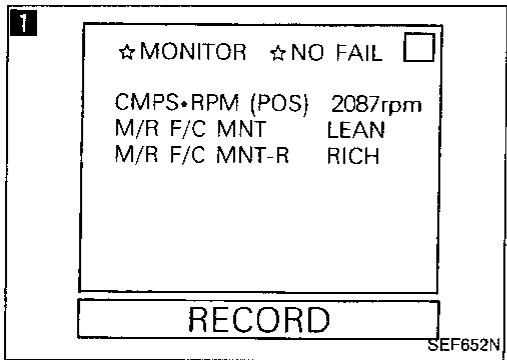 1
☆MONITOR ☆NO FAIL
CMPS•RPM (POS) 2087rpm
M/R F/C MNT LEAN
M/R F/C MNT-R RICH
RECORD
SEF652N